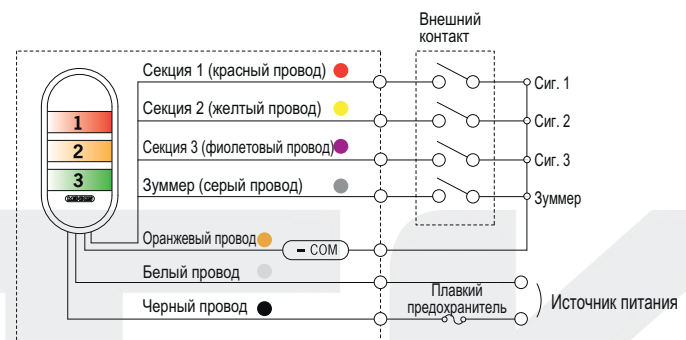 Внешний
контакт
Секция 1 (красный провод)
Сиг. 1
1
Секция 2 (желтый провод)
Сиг. 2
2
Секция 3 (фиолетовый провод)
Сиг. 3
3
Зуммер (серый провод)
Зуммер
Оранжевый провод
− COM
Белый провод
Плавкий
предохранитель
Источник питания
Черный провод